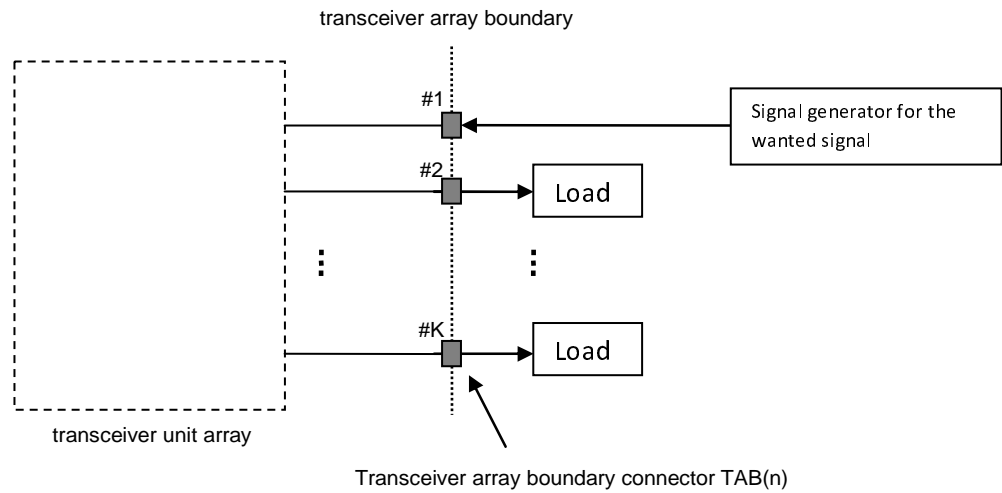 transceiver array boundary
#1
Signal generator for the
wanted signal
#2
Load
⋮
⋮
#K
Load
transceiver unit array
Transceiver array boundary connector TAB(n)